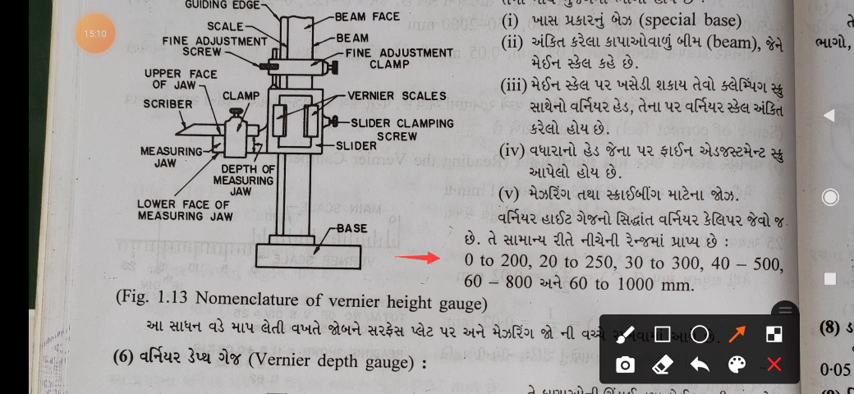 15:10
GUIDING EDGE
SCALE
FINE ADJUSTMENT
SCREW
UPPER FACE
OF JAW
SCRIBER
CLAMP
BEAM FACE
BEAM
FINE ADJUSTMENT
CLAMP
VERNIER SCALES
SLIDER CLAMPING
SCREW
SLIDER
MEASURING
JAW
DEPTH OF
MEASURING
JAW
LOWER FACE OF
MEASURING JAW
BASE
(i) ખાસ પ્રકારનું બેઝ (special base)
(ii) અંકિત કરેલા કાપાઓવાળું બીમ (beam), જેને
મેઈન સ્કેલ કહે છે.
(iii) મેઈન સ્કેલ પર ખસેડી શકાય તેવો ક્લેમ્પિગ સ્ક્રુ
સાથેનો વર્નિયર હેડ, તેના પર વર્નિયર સ્કેલ અંકિત
કરેલો હોય છે.
(iv) વધારાનો હેડ જેના પર ફાઈન એડજસ્ટમેન્ટ સ્ક્રુ
આપેલો હોય છે.
(v) મેઝરિંગ તથા સ્ક્રાઈબીંગ માટેના જોઝ.
વર્નિયર હાઈટ ગેજનો સિદ્ધાંત વર્નિયર કેલિપર જેવો જ
છે. તે સામાન્ય રીતે નીચેની રેન્જમાં પ્રાપ્ય છે :
0 to 200, 20 to 250, 30 to 300, 40 – 500,
60 – 800 અને 60 to 1000 mm.
(Fig. 1.13 Nomenclature of vernier height gauge)
આ સાધન વડે માપ લેતી વખતે જોબને સરફેસ પ્લેટ પર અને મેઝરિંગ જો ની વચ્ચે
(6) વર્નિયર ડેપ્થ ગેજ (Vernier depth gauge) :
ભાગો,
(8)
0·05